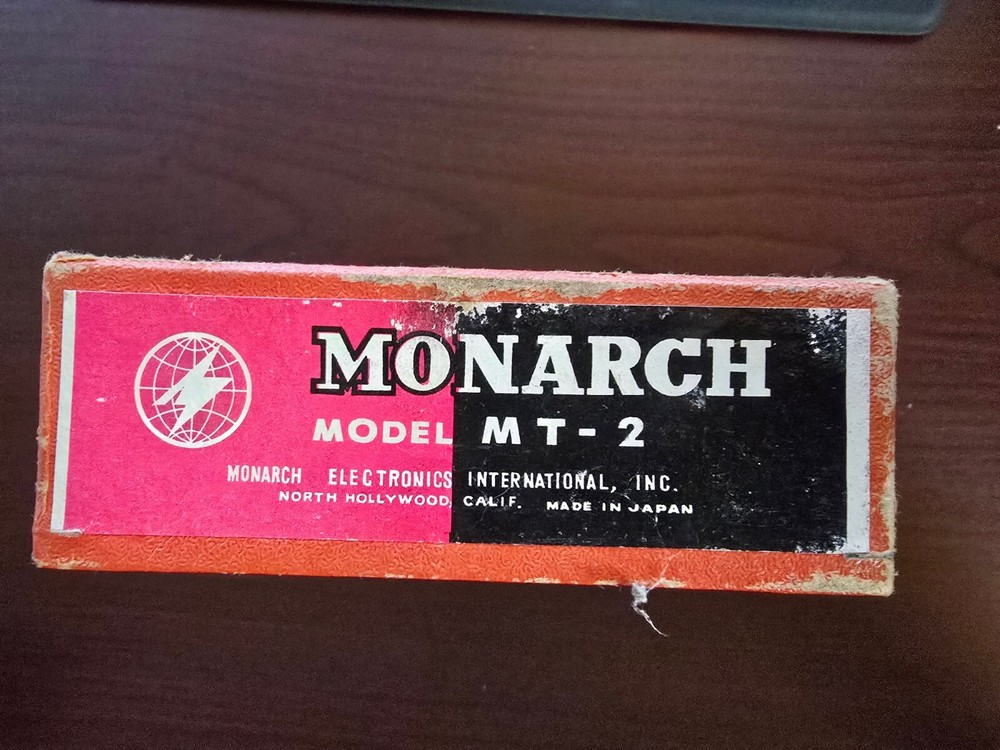 MONARCH
MODEL MT-2
MONARCH ELECTRONICS INTERNATIONAL, INC.
NORTH HOLLYWOOD, CALIF. MADE IN JAPAN